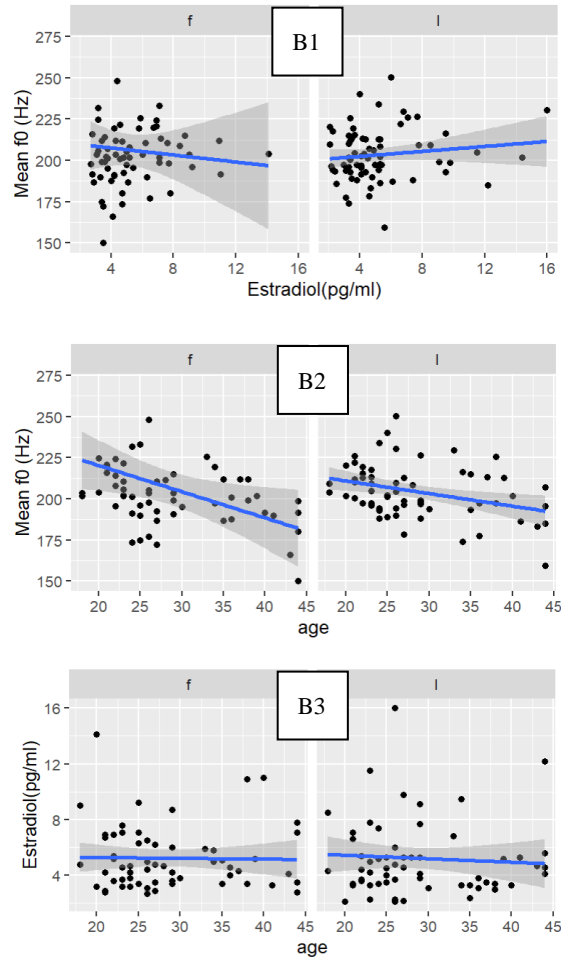 f B1 l
275
250
225
200
175
150
Mean f0 (Hz)
4 8 12 16 4 8 12 16
Estradiol(pg/ml)
f B2 l
275
250
225
200
175
150
Mean f0 (Hz)
20 25 30 35 40 45 20 25 30 35 40 45
age
f B3 l
16
12
8
4
Estradiol(pg/ml)
20 25 30 35 40 45 20 25 30 35 40 45
age